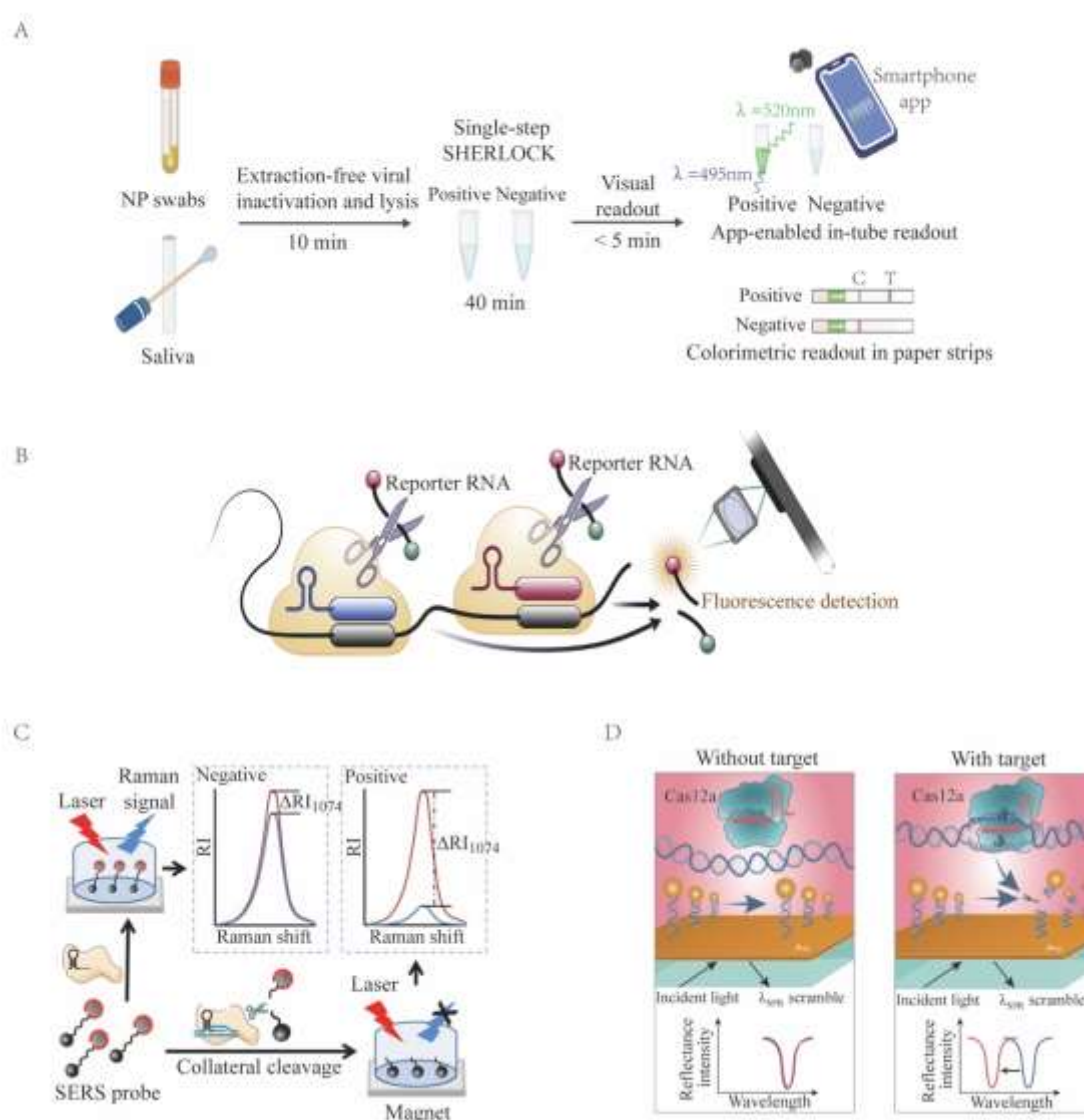 A
NP swabs
Saliva
Extraction-free viral
inactivation and lysis
10 min
Single-step
SHERLOCK
Positive Negative
40 min
Visual
readout
< 5 min
Smartphone
app
λ =520nm
λ =495nm
Positive Negative
App-enabled in-tube readout
C T
Positive
Negative
Colorimetric readout in paper strips
B
Reporter RNA
Reporter RNA
Fluorescence detection
C
Laser
Raman
signal
Negative
ΔRI1074
RI
Raman shift
Positive
ΔRI1074
RI
Raman shift
SERS probe
Collateral cleavage
Laser
Magnet
D
Without target
Cas12a
Incident light
λSPR scramble
Reflectance
intensity
Wavelength
With target
Cas12a
Incident light
λSPR scramble
Reflectance
intensity
Wavelength